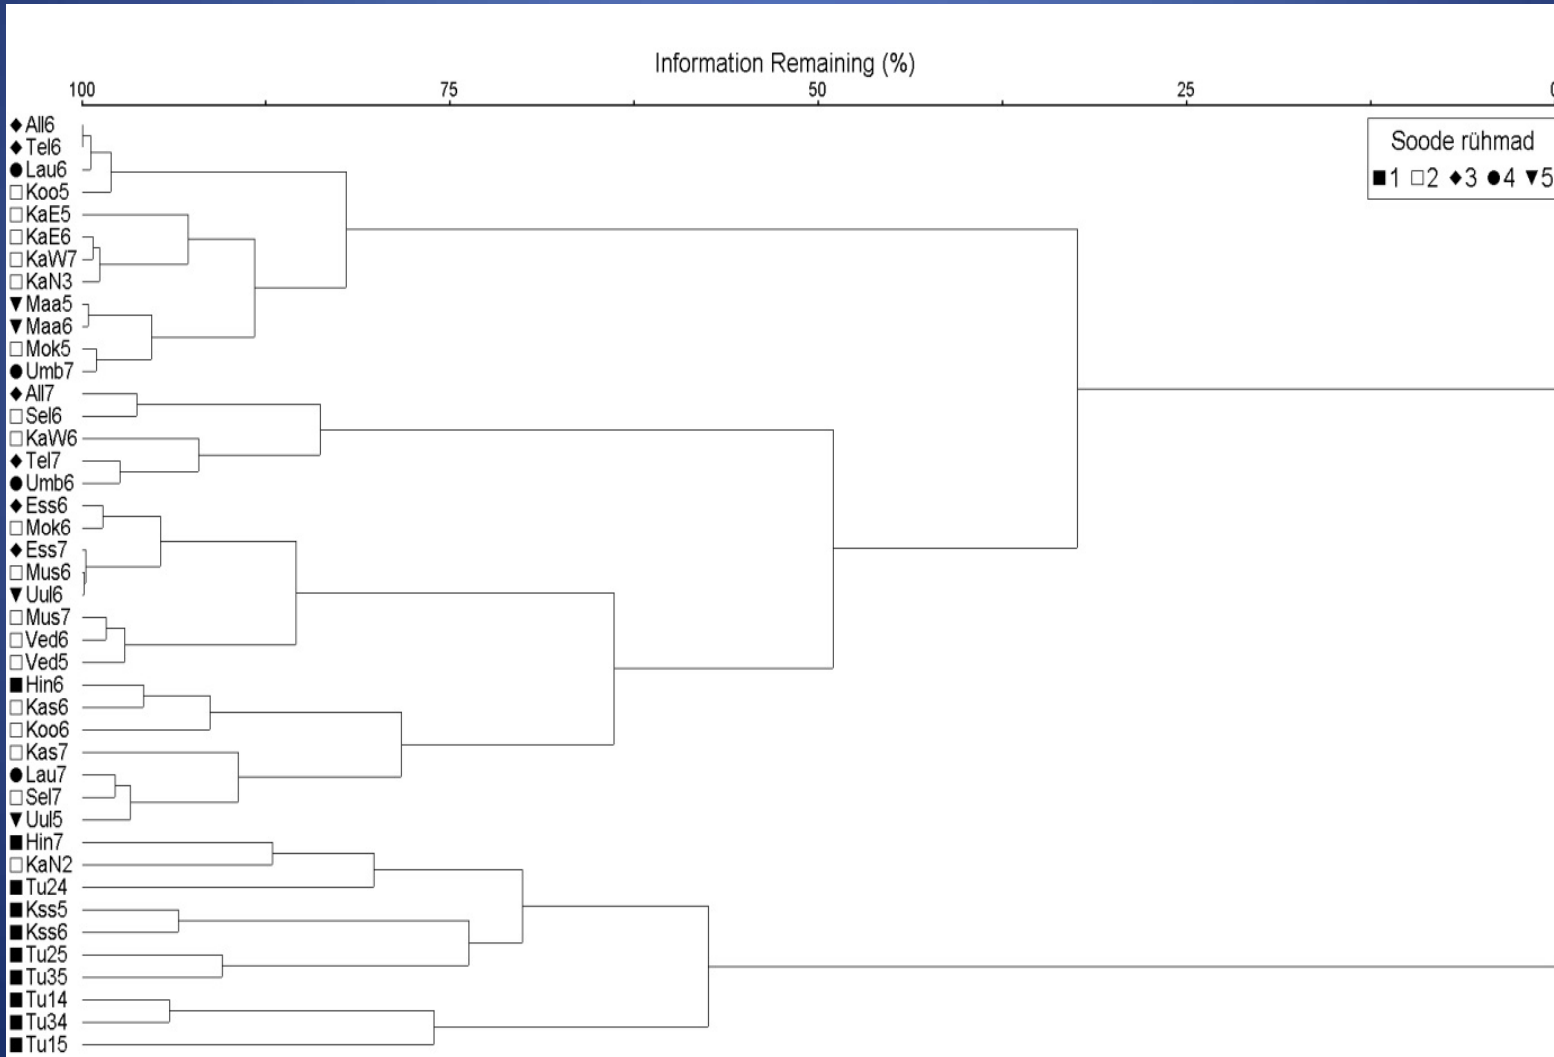 Information Remaining (%)
100 75 50 25 0
Soode rühmad
■1 □2 ◆3 ●4 ▼5
◆All6
◆Tel6
●Lau6
□Koo5
□KaE5
□KaE6
□KaW7
□KaN3
▼Maa5
▼Maa6
□Mok5
●Umb7
◆All7
□Sel6
□KaW6
◆Tel7
●Umb6
◆Ess6
□Mok6
◆Ess7
□Mus6
▼Uul6
□Mus7
□Ved6
□Ved5
■Hin6
□Kas6
□Koo6
□Kas7
●Lau7
□Sel7
▼Uul5
■Hin7
□KaN2
■Tu24
■Kss5
■Kss6
■Tu25
■Tu35
■Tu14
■Tu34
■Tu15